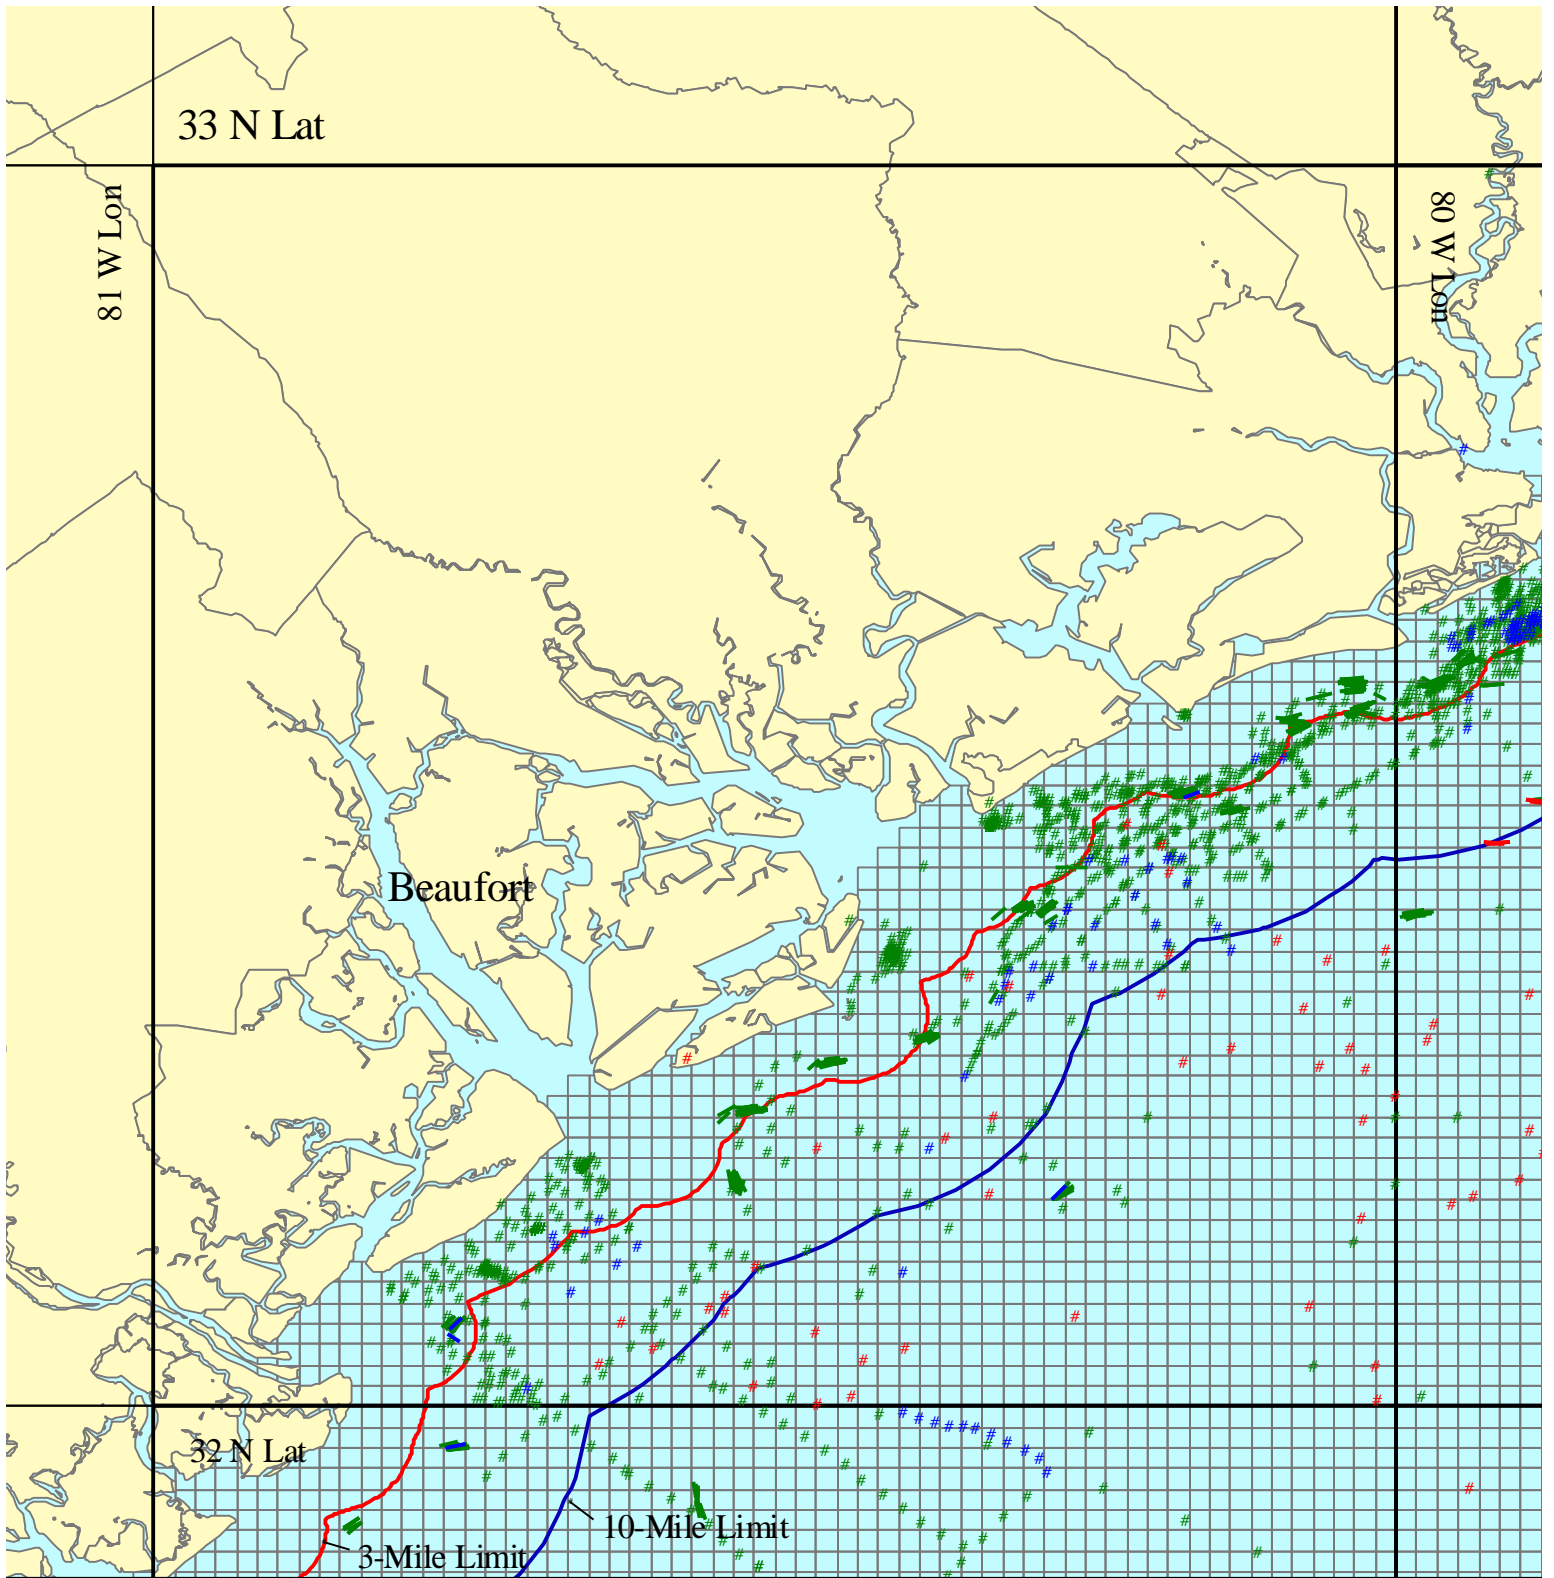 33 N Lat
81 W Lon
80 W Lon
Beaufort
32 N Lat
10-Mile Limit
3-Mile Limit